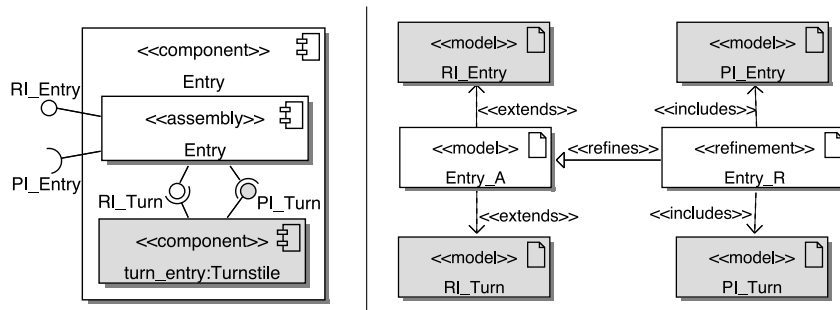 <<component>>
Entry
RI_Entry
<<assembly>>
Entry
PI_Entry
RI_Turn
PI_Turn
<<component>>
turn_entry:Turnstile
<<model>>
RI_Entry
<<model>>
PI_Entry
<<extends>>
<<includes>>
<<model>>
Entry_A
<<refines>>
<<refinement>>
Entry_R
<<extends>>
<<includes>>
<<model>>
RI_Turn
<<model>>
PI_Turn